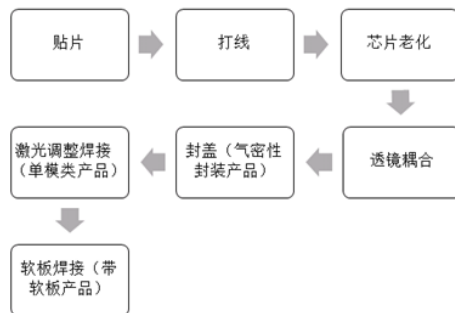 贴片
打线
芯片老化
透镜耦合
封盖（气密性
封装产品）
激光调整焊接
（单模类产品）
软板焊接（带
软板产品）